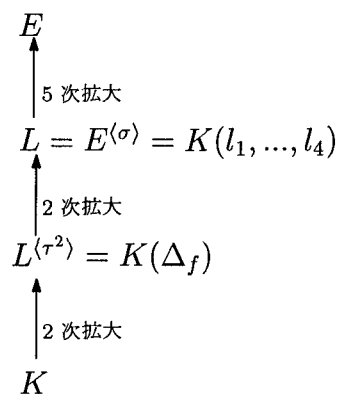 E
5 次拡大
L = E^{⟨σ⟩} = K(l_1, ..., l_4)
2 次拡大
L^{⟨τ^2⟩} = K(Δ_f)
2 次拡大
K